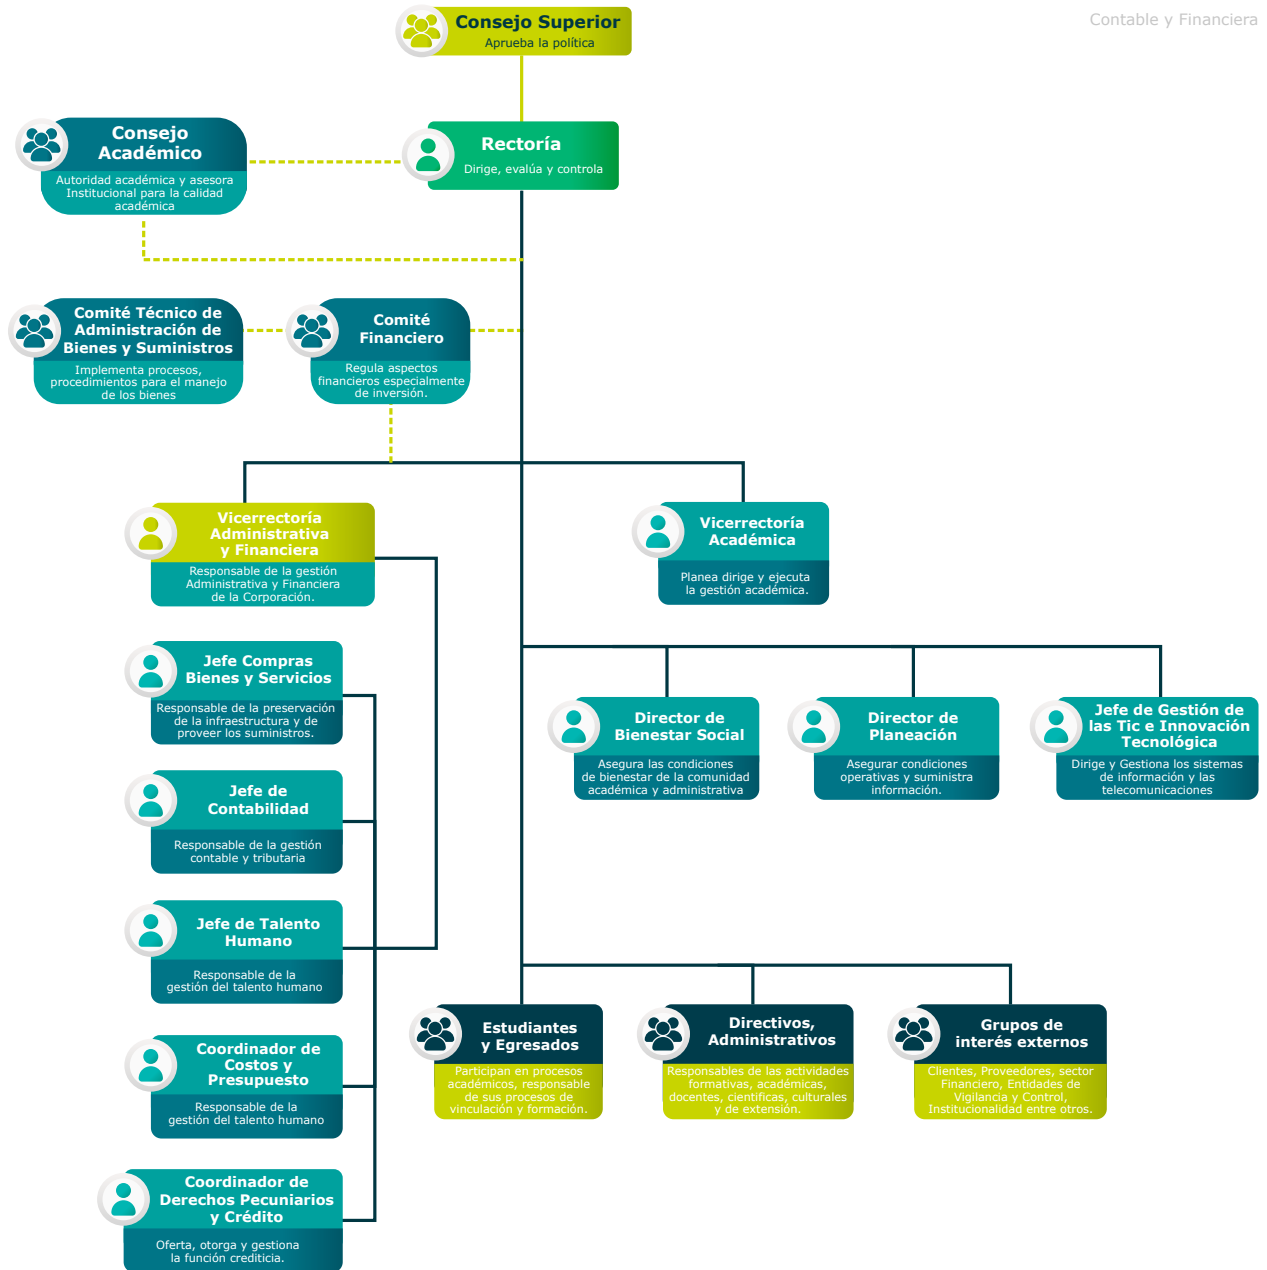 Contable y Financiera
Consejo Superior
Aprueba la política
Consejo
Académico
Autoridad académica y asesora
Institucional para la calidad
académica
Rectoría
Dirige, evalúa y controla
Comité Técnico de
Administración de
Bienes y Suministros
Implementa procesos,
procedimientos para el manejo
de los bienes
Comité
Financiero
Regula aspectos
financieros especialmente
de inversión.
Vicerrectoría
Administrativa
y Financiera
Responsable de la gestión
Administrativa y Financiera
de la Corporación.
Vicerrectoría
Académica
Planea dirige y ejecuta
la gestión académica.
Jefe Compras
Bienes y Servicios
Responsable de la preservación
de la infraestructura y de
proveer los suministros.
Director de
Bienestar Social
Asegura las condiciones
de bienestar de la comunidad
académica y administrativa
Director de
Planeación
Asegurar condiciones
operativas y suministra
información.
Jefe de Gestión de
las Tic e Innovación
Tecnológica
Dirige y Gestiona los sistemas
de información y las
telecomunicaciones
Jefe de
Contabilidad
Responsable de la gestión
contable y tributaria
Jefe de Talento
Humano
Responsable de la
gestión del talento humano
Coordinador de
Costos y
Presupuesto
Responsable de la
gestión del talento humano
Estudiantes
y Egresados
Participan en procesos
académicos, responsable
de sus procesos de
vinculación y formación.
Directivos,
Administrativos
Responsables de las actividades
formativas, académicas,
docentes, cientificas, culturales
y de extensión.
Grupos de
interés externos
Clientes, Proveedores, sector
Financiero, Entidades de
Vigilancia y Control,
Institucionalidad entre otros.
Coordinador de
Derechos Pecuniarios
y Crédito
Oferta, otorga y gestiona
la función crediticia.